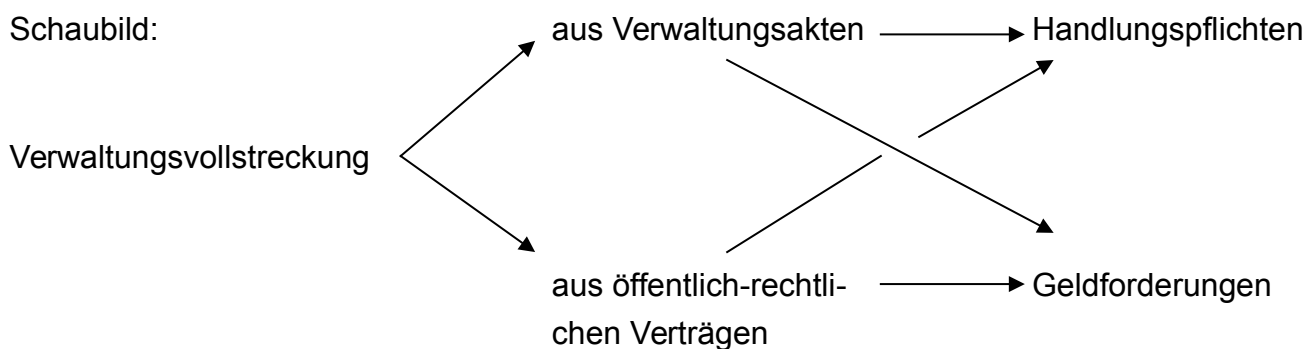 Schaubild: aus Verwaltungsakten Handlungspflichten
Verwaltungsvollstreckung
aus öffentlich-rechtli- Geldforderungen
chen Verträgen